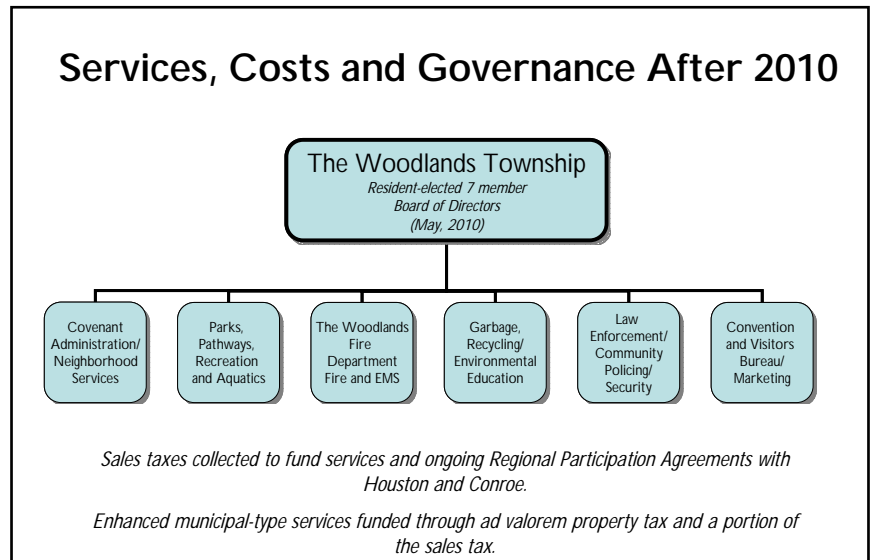 Services, Costs and Governance After 2010
The Woodlands Township
Resident-elected 7 member
Board of Directors
(May, 2010)
Covenant
Administration/
Neighborhood
Services
Parks,
Pathways,
Recreation
and Aquatics
The Woodlands
Fire
Department
Fire and EMS
Garbage,
Recycling/
Environmental
Education
Law
Enforcement/
Community
Policing/
Security
Convention
and Visitors
Bureau/
Marketing
Sales taxes collected to fund services and ongoing Regional Participation Agreements with
Houston and Conroe.
Enhanced municipal-type services funded through ad valorem property tax and a portion of
the sales tax.